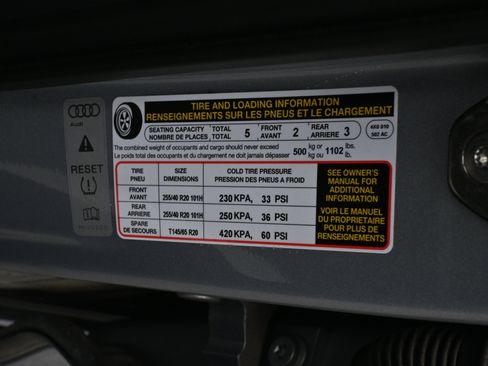 TIRE AND LOADING INFORMATION
RENSEIGNEMENTS SUR LES PNEUS ET LE CHARGEMENT
SEATING CAPACITY TOTAL 5 FRONT 2 REAR 3
NOMBRE DE PLACES TOTAL AVANT ARRIERE
4K0 010
502 AC
The combined weight of occupants and cargo should never exceed 500 kg or 1102 lbs.
Le poids total des occupants et du chargement ne doit jamais dépasser kg ou lb.
TIRE SIZE COLD TIRE PRESSURE
PNEU DIMENSIONS PRESSION DES PNEUS A FROID
FRONT
AVANT 255/40 R20 101H 230 KPA, 33 PSI
REAR
ARRIERE 255/40 R20 101H 250 KPA, 36 PSI
SPARE
DE SECOURS T145/65 R20 420 KPA, 60 PSI
SEE OWNER'S
MANUAL FOR
ADDITIONAL
INFORMATION
VOIR LE MANUEL
DU PROPRIETAIRE
POUR PLUS DE
RENSEIGNEMENTS
Audi
RESET